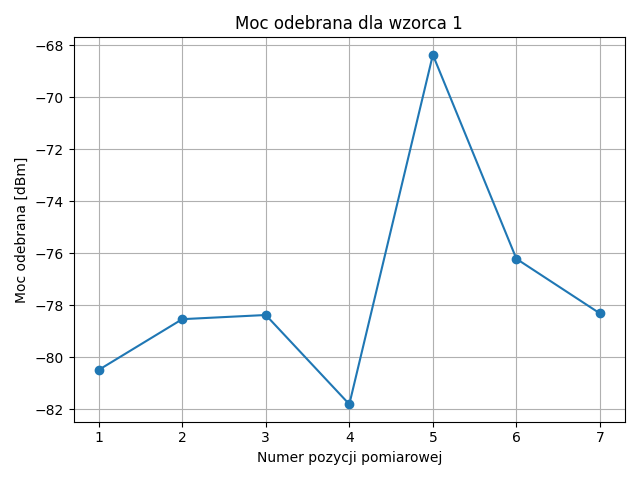 Moc odebrana dla wzorca 1
Moc odebrana [dBm]
−68
−70
−72
−74
−76
−78
−80
−82
1 2 3 4 5 6 7
Numer pozycji pomiarowej